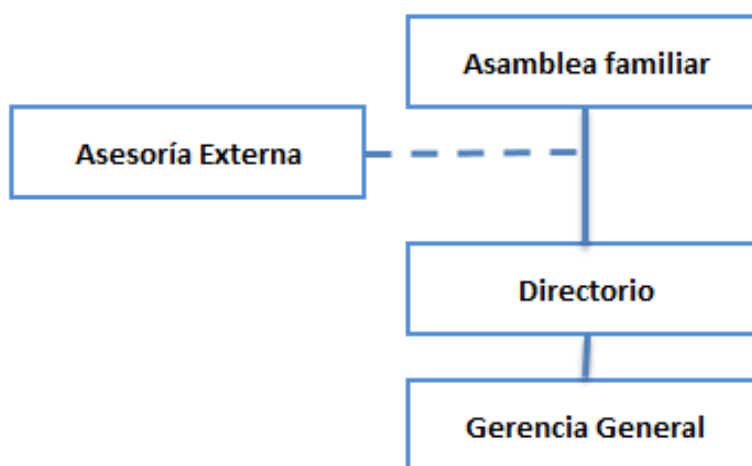 Asamblea familiar
Asesoría Externa
Directorio
Gerencia General